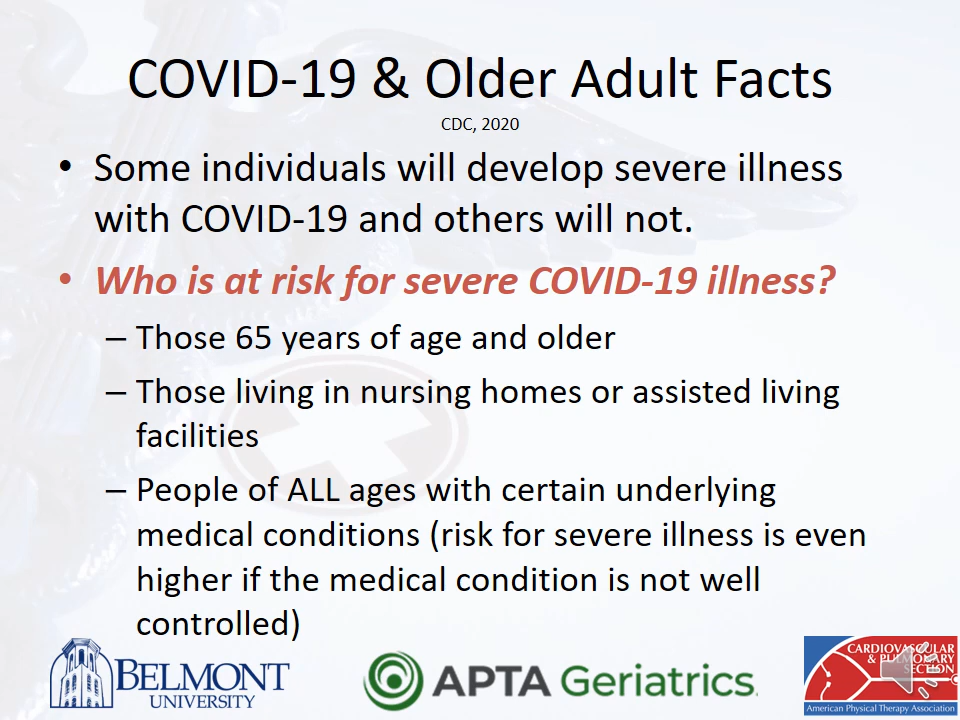 COVID-19 & Older Adult Facts
CDC, 2020
• Some individuals will develop severe illness
with COVID-19 and others will not.
• Who is at risk for severe COVID-19 illness?
– Those 65 years of age and older
– Those living in nursing homes or assisted living
facilities
– People of ALL ages with certain underlying
medical conditions (risk for severe illness is even
higher if the medical condition is not well
controlled)
BELMONT
UNIVERSITY
APTA Geriatrics.
CARDIOVASCULAR
& PULMONARY
SECTION
American Physical Therapy Association